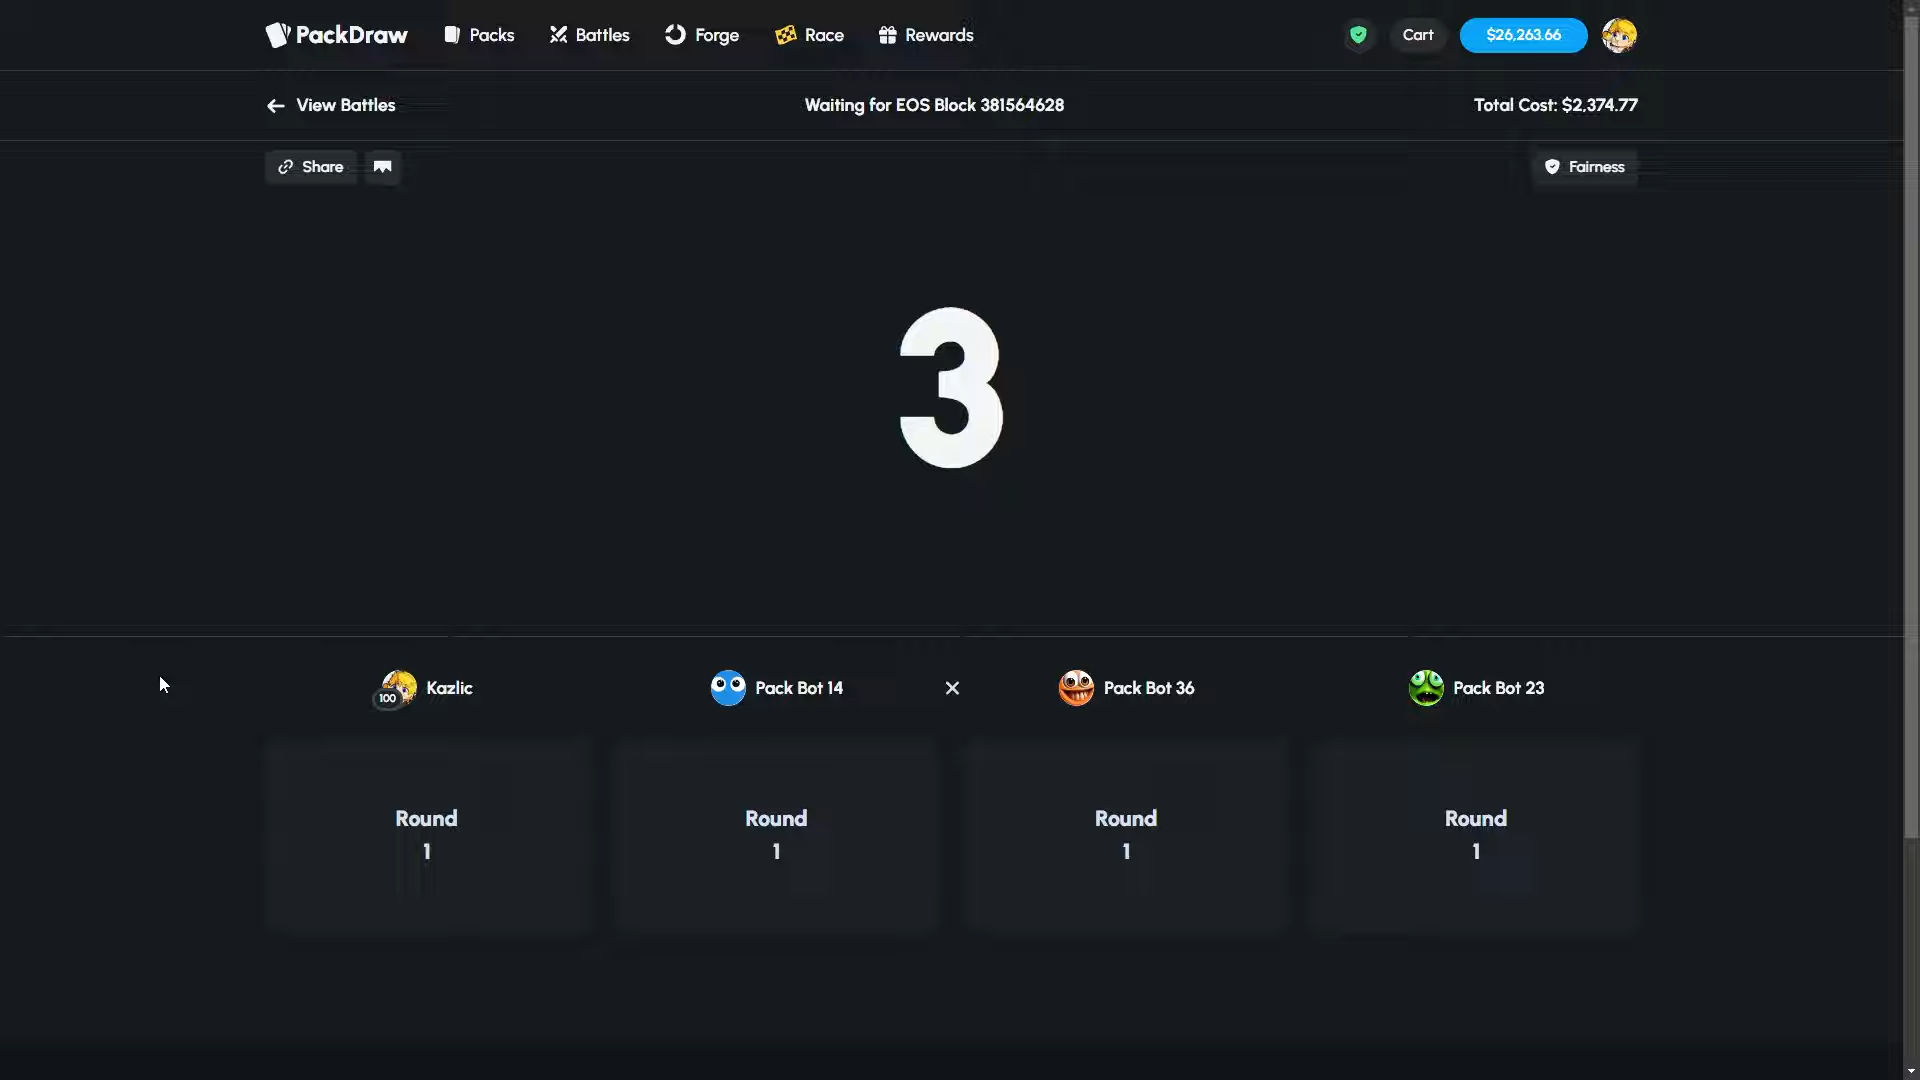 PackDraw
Packs
Battles
Forge
Race
Rewards
Cart
$26,263.66
View Battles
Waiting for EOS Block 381564628
Total Cost: $2,374.77
Share
Fairness
3
100
Kazlic
Pack Bot 14
Pack Bot 36
Pack Bot 23
Round
1
Round
1
Round
1
Round
1